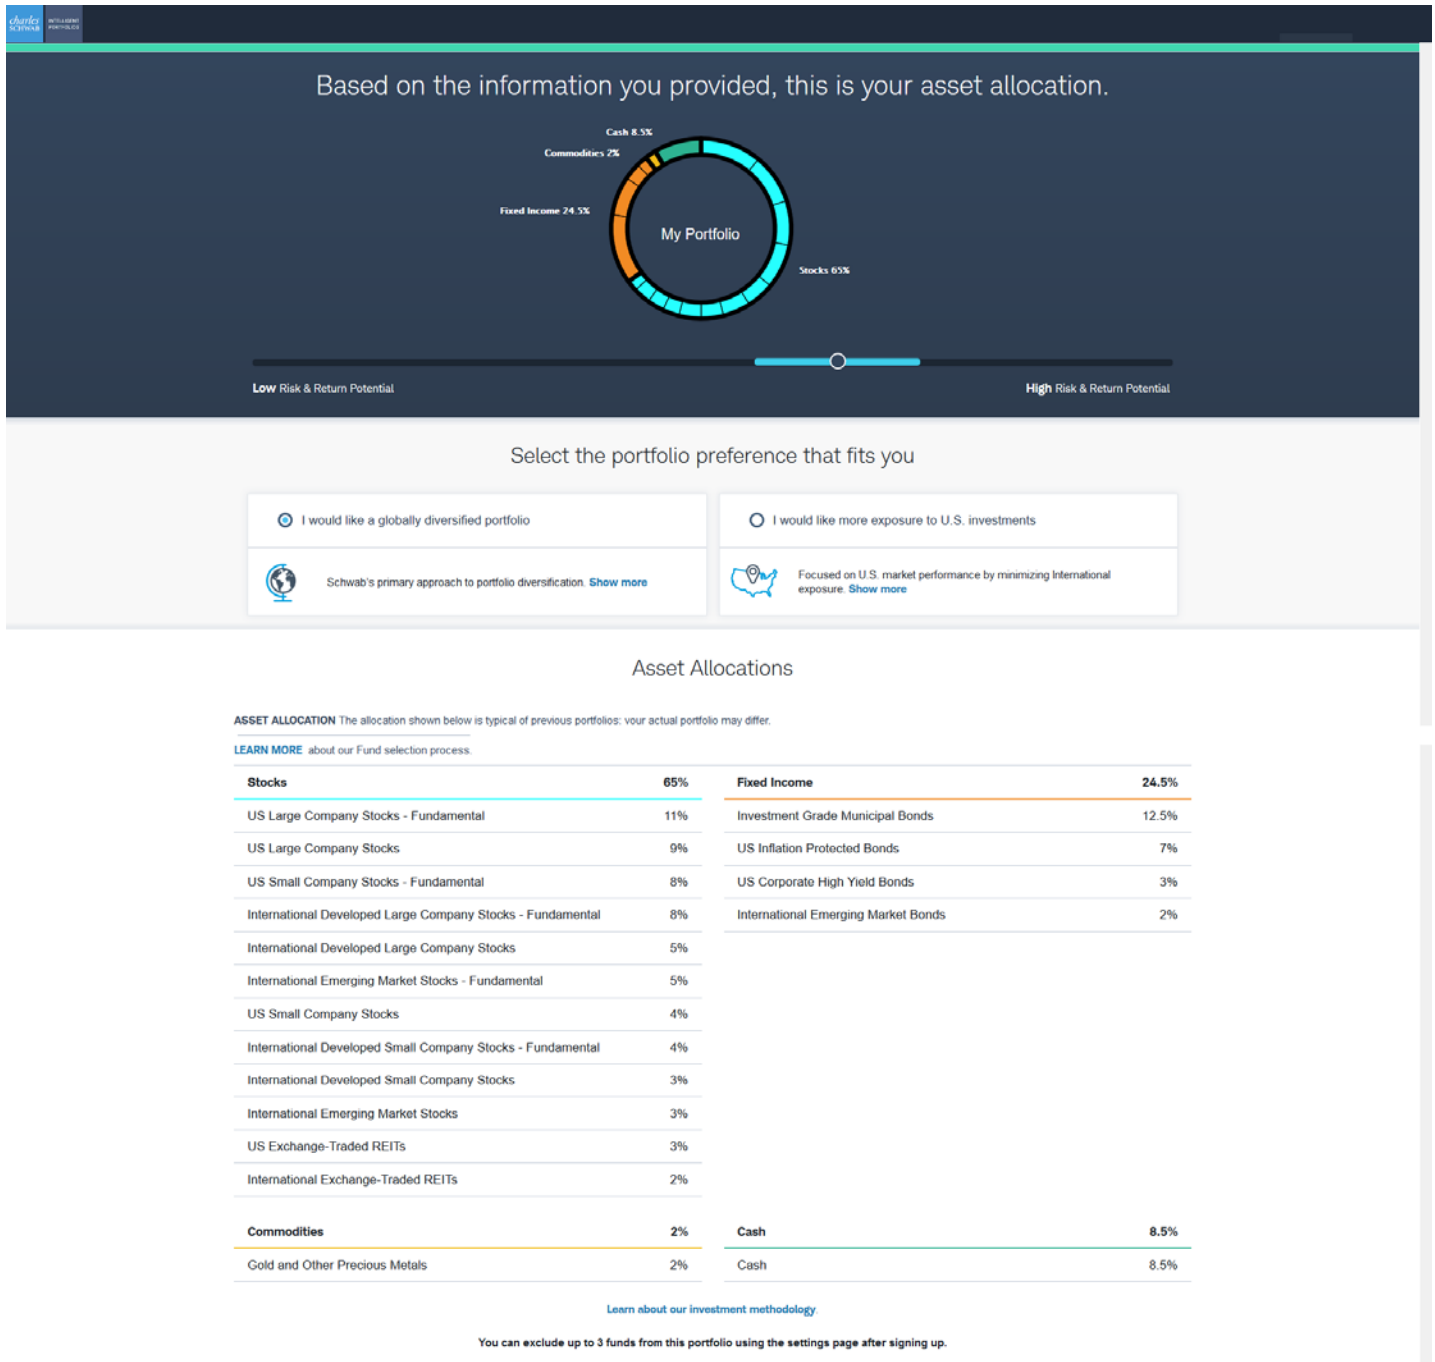 charles
SCHWAB
INTELLIGENT
PORTFOLIOS
Based on the information you provided, this is your asset allocation.
Cash 8.5%
Commodities 2%
Fixed Income 24.5%
My Portfolio
Stocks 65%
Low Risk & Return Potential
High Risk & Return Potential
Select the portfolio preference that fits you
I would like a globally diversified portfolio
Schwab's primary approach to portfolio diversification. Show more
I would like more exposure to U.S. investments
Focused on U.S. market performance by minimizing International
exposure. Show more
Asset Allocations
ASSET ALLOCATION The allocation shown below is typical of previous portfolios: your actual portfolio may differ.
LEARN MORE about our Fund selection process.
Stocks 65%
US Large Company Stocks - Fundamental 11%
US Large Company Stocks 9%
US Small Company Stocks - Fundamental 8%
International Developed Large Company Stocks - Fundamental 8%
International Developed Large Company Stocks 5%
International Emerging Market Stocks - Fundamental 5%
US Small Company Stocks 4%
International Developed Small Company Stocks - Fundamental 4%
International Developed Small Company Stocks 3%
International Emerging Market Stocks 3%
US Exchange-Traded REITs 3%
International Exchange-Traded REITs 2%
Fixed Income 24.5%
Investment Grade Municipal Bonds 12.5%
US Inflation Protected Bonds 7%
US Corporate High Yield Bonds 3%
International Emerging Market Bonds 2%
Commodities 2%
Gold and Other Precious Metals 2%
Cash 8.5%
Cash 8.5%
Learn about our investment methodology.
You can exclude up to 3 funds from this portfolio using the settings page after signing up.